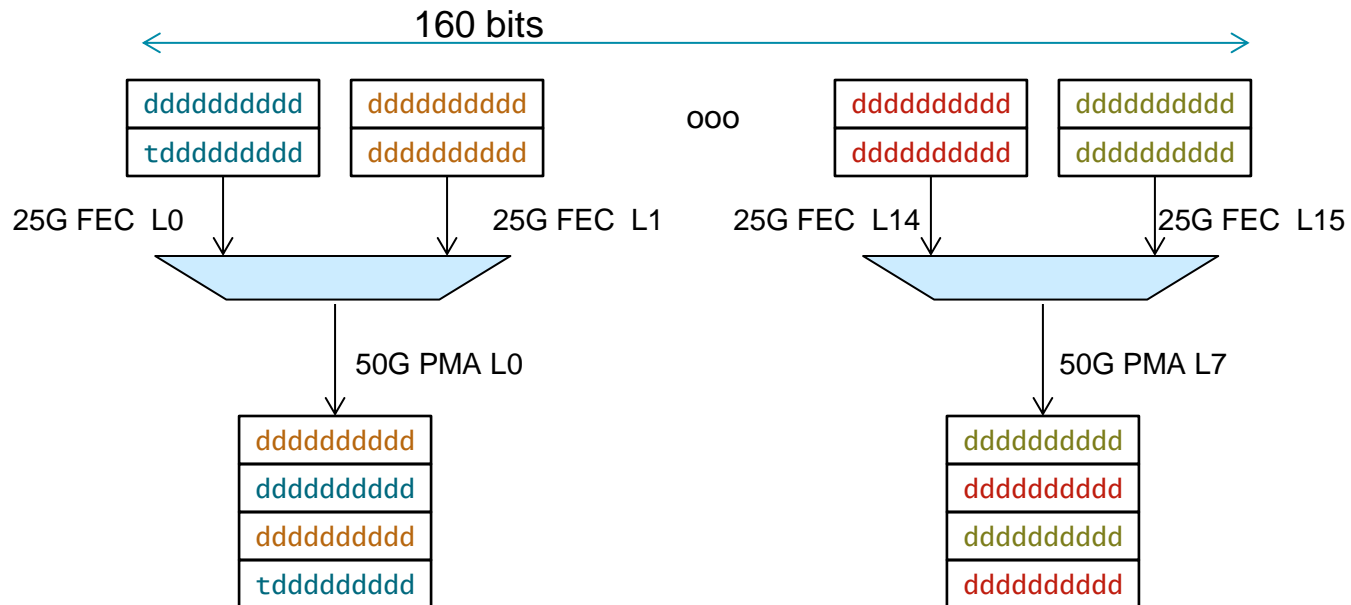 160 bits
dddddddddd dddddddddd ooo dddddddddd dddddddddd
tddddddddd dddddddddd dddddddddd dddddddddd
25G FEC L0 25G FEC L1 25G FEC L14 25G FEC L15
50G PMA L0 50G PMA L7
dddddddddd dddddddddd
dddddddddd dddddddddd
dddddddddd dddddddddd
tddddddddd dddddddddd